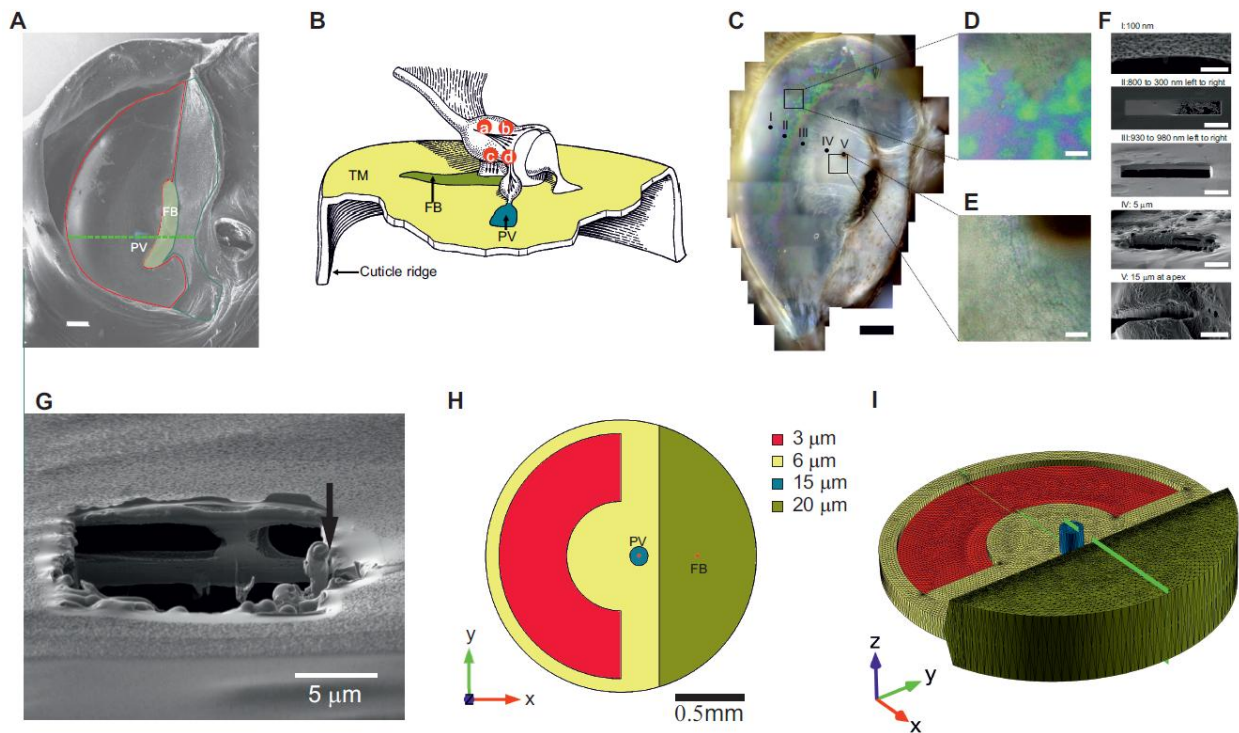 A
FB
PV
B
a
b
c
d
TM
FB
PV
Cuticle ridge
C
I
II
III
IV
V
D
E
F
I:100 nm
II:800 to 300 nm left to right
III:930 to 980 nm left to right
IV: 5 μm
V: 15 μm at apex
G
5 μm
H
PV
FB
3 μm
6 μm
15 μm
20 μm
y
x
0.5mm
I
z
y
x